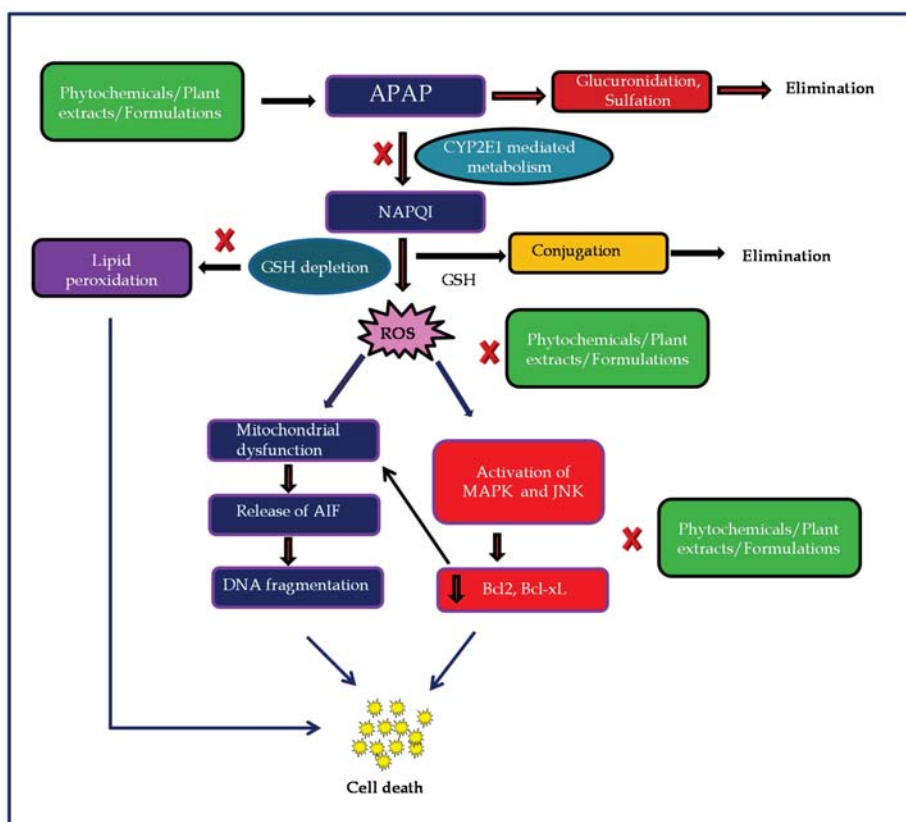 Phytochemicals/Plant
extracts/Formulations
APAP
Glucuronidation,
Sulfation
Elimination
CYP2E1 mediated
metabolism
NAPQI
Lipid
peroxidation
GSH depletion
GSH
Conjugation
Elimination
ROS
Phytochemicals/Plant
extracts/Formulations
Mitochondrial
dysfunction
Activation of
MAPK and JNK
Release of AIF
Phytochemicals/Plant
extracts/Formulations
DNA fragmentation
Bcl2, Bcl-xL
Cell death